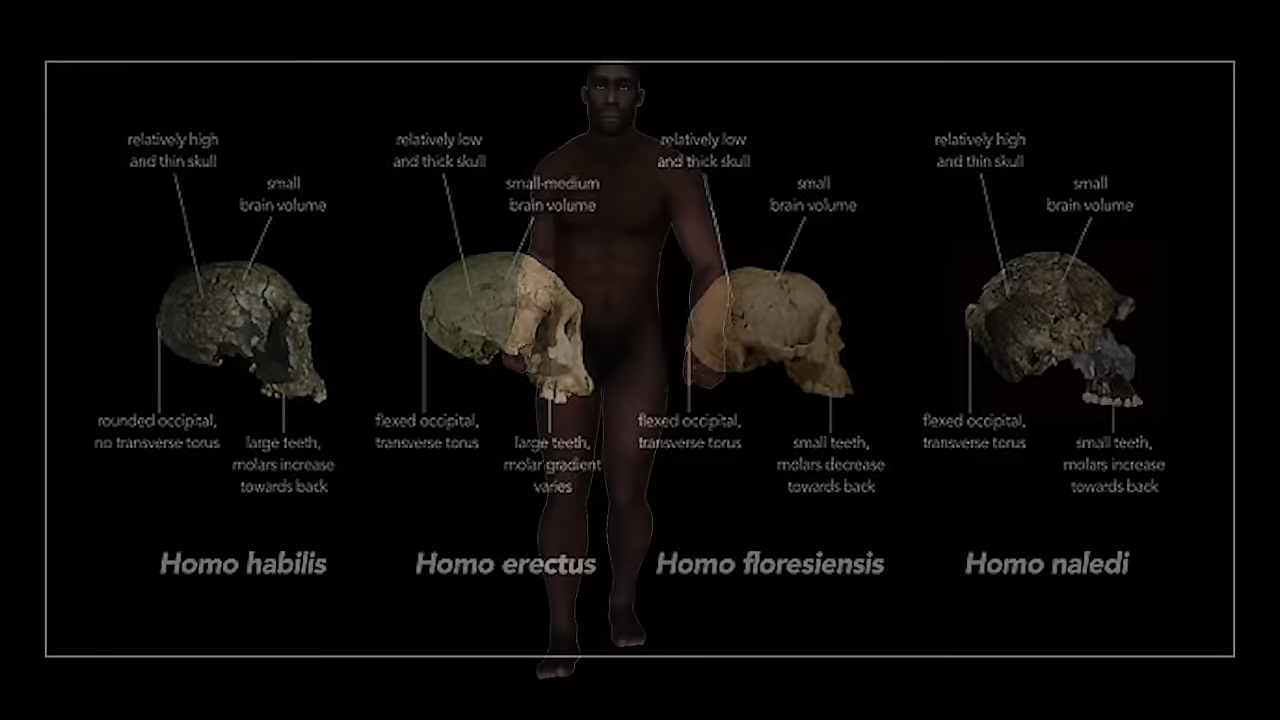 relatively high
and thin skull
small
brain volume
rounded occipital,
no transverse torus
large teeth,
molars increase
towards back
Homo habilis
relatively low
and thick skull
small-medium
brain volume
flexed occipital,
transverse torus
large teeth,
molar gradient
varies
Homo erectus
relatively low
and thick skull
small
brain volume
flexed occipital,
transverse torus
small teeth,
molars decrease
towards back
Homo floresiensis
relatively high
and thin skull
small
brain volume
flexed occipital,
transverse torus
small teeth,
molars increase
towards back
Homo naledi